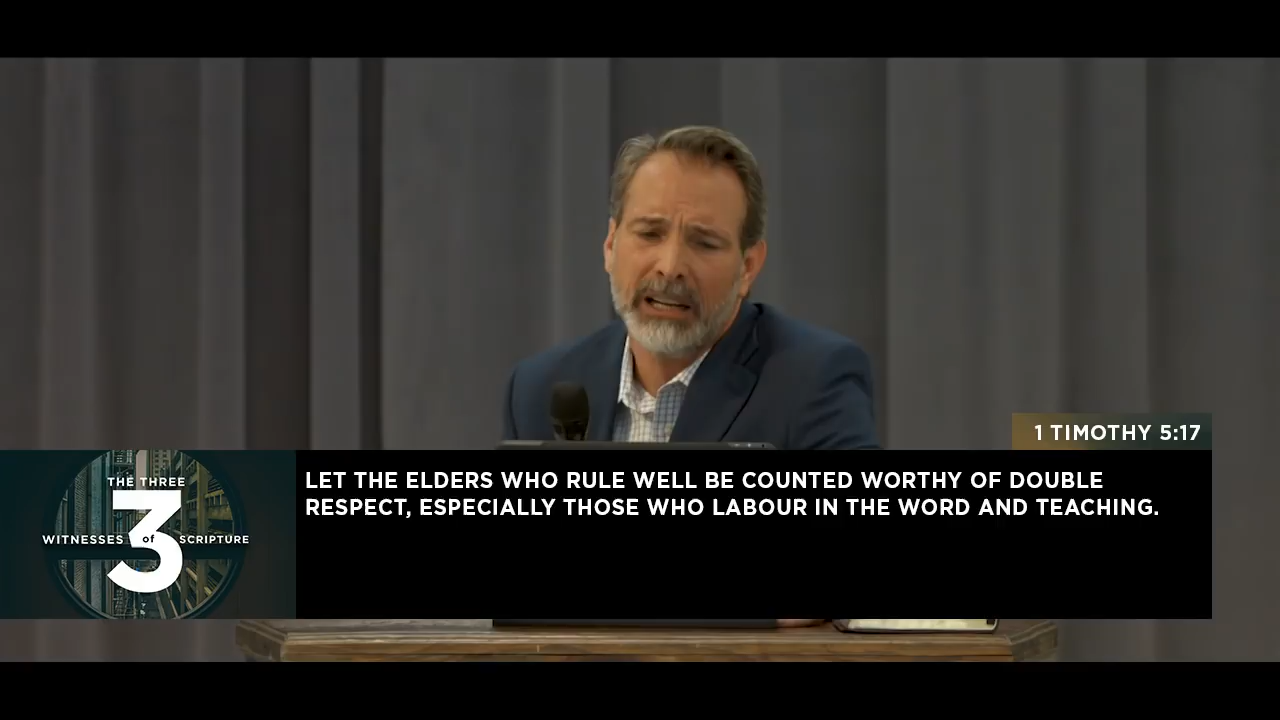 1 TIMOTHY 5:17
THE THREE
3
WITNESSES of SCRIPTURE
LET THE ELDERS WHO RULE WELL BE COUNTED WORTHY OF DOUBLE
RESPECT, ESPECIALLY THOSE WHO LABOUR IN THE WORD AND TEACHING.